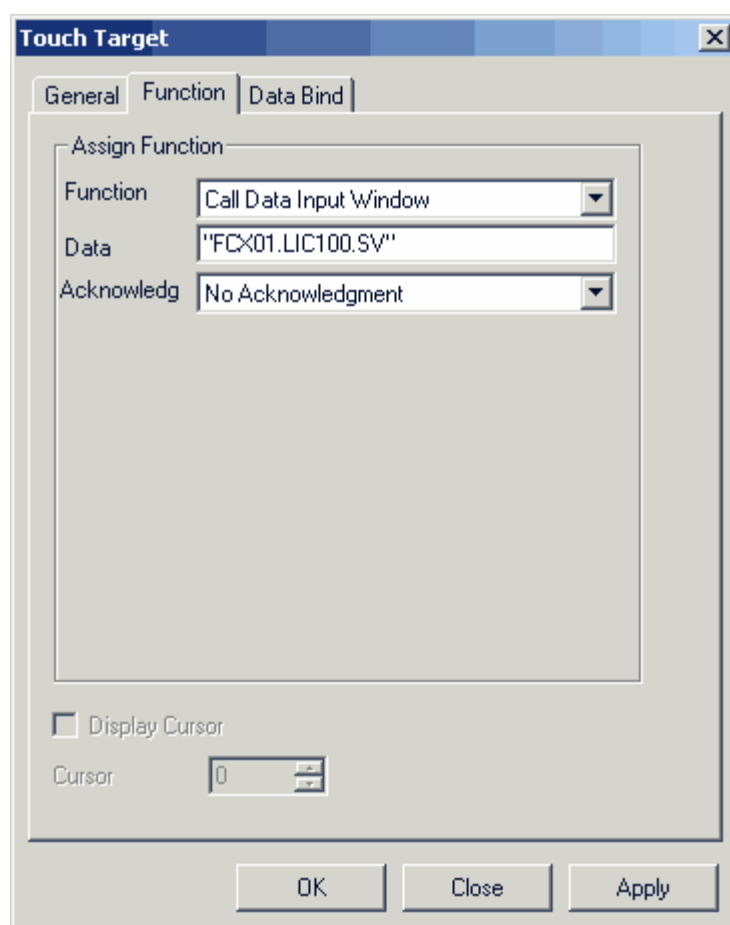 Touch Target
General Function Data Bind
Assign Function
Function Call Data Input Window
Data "FCX01.LIC100.SV"
Acknowledg No Acknowledgment
Display Cursor
Cursor 0
OK Close Apply